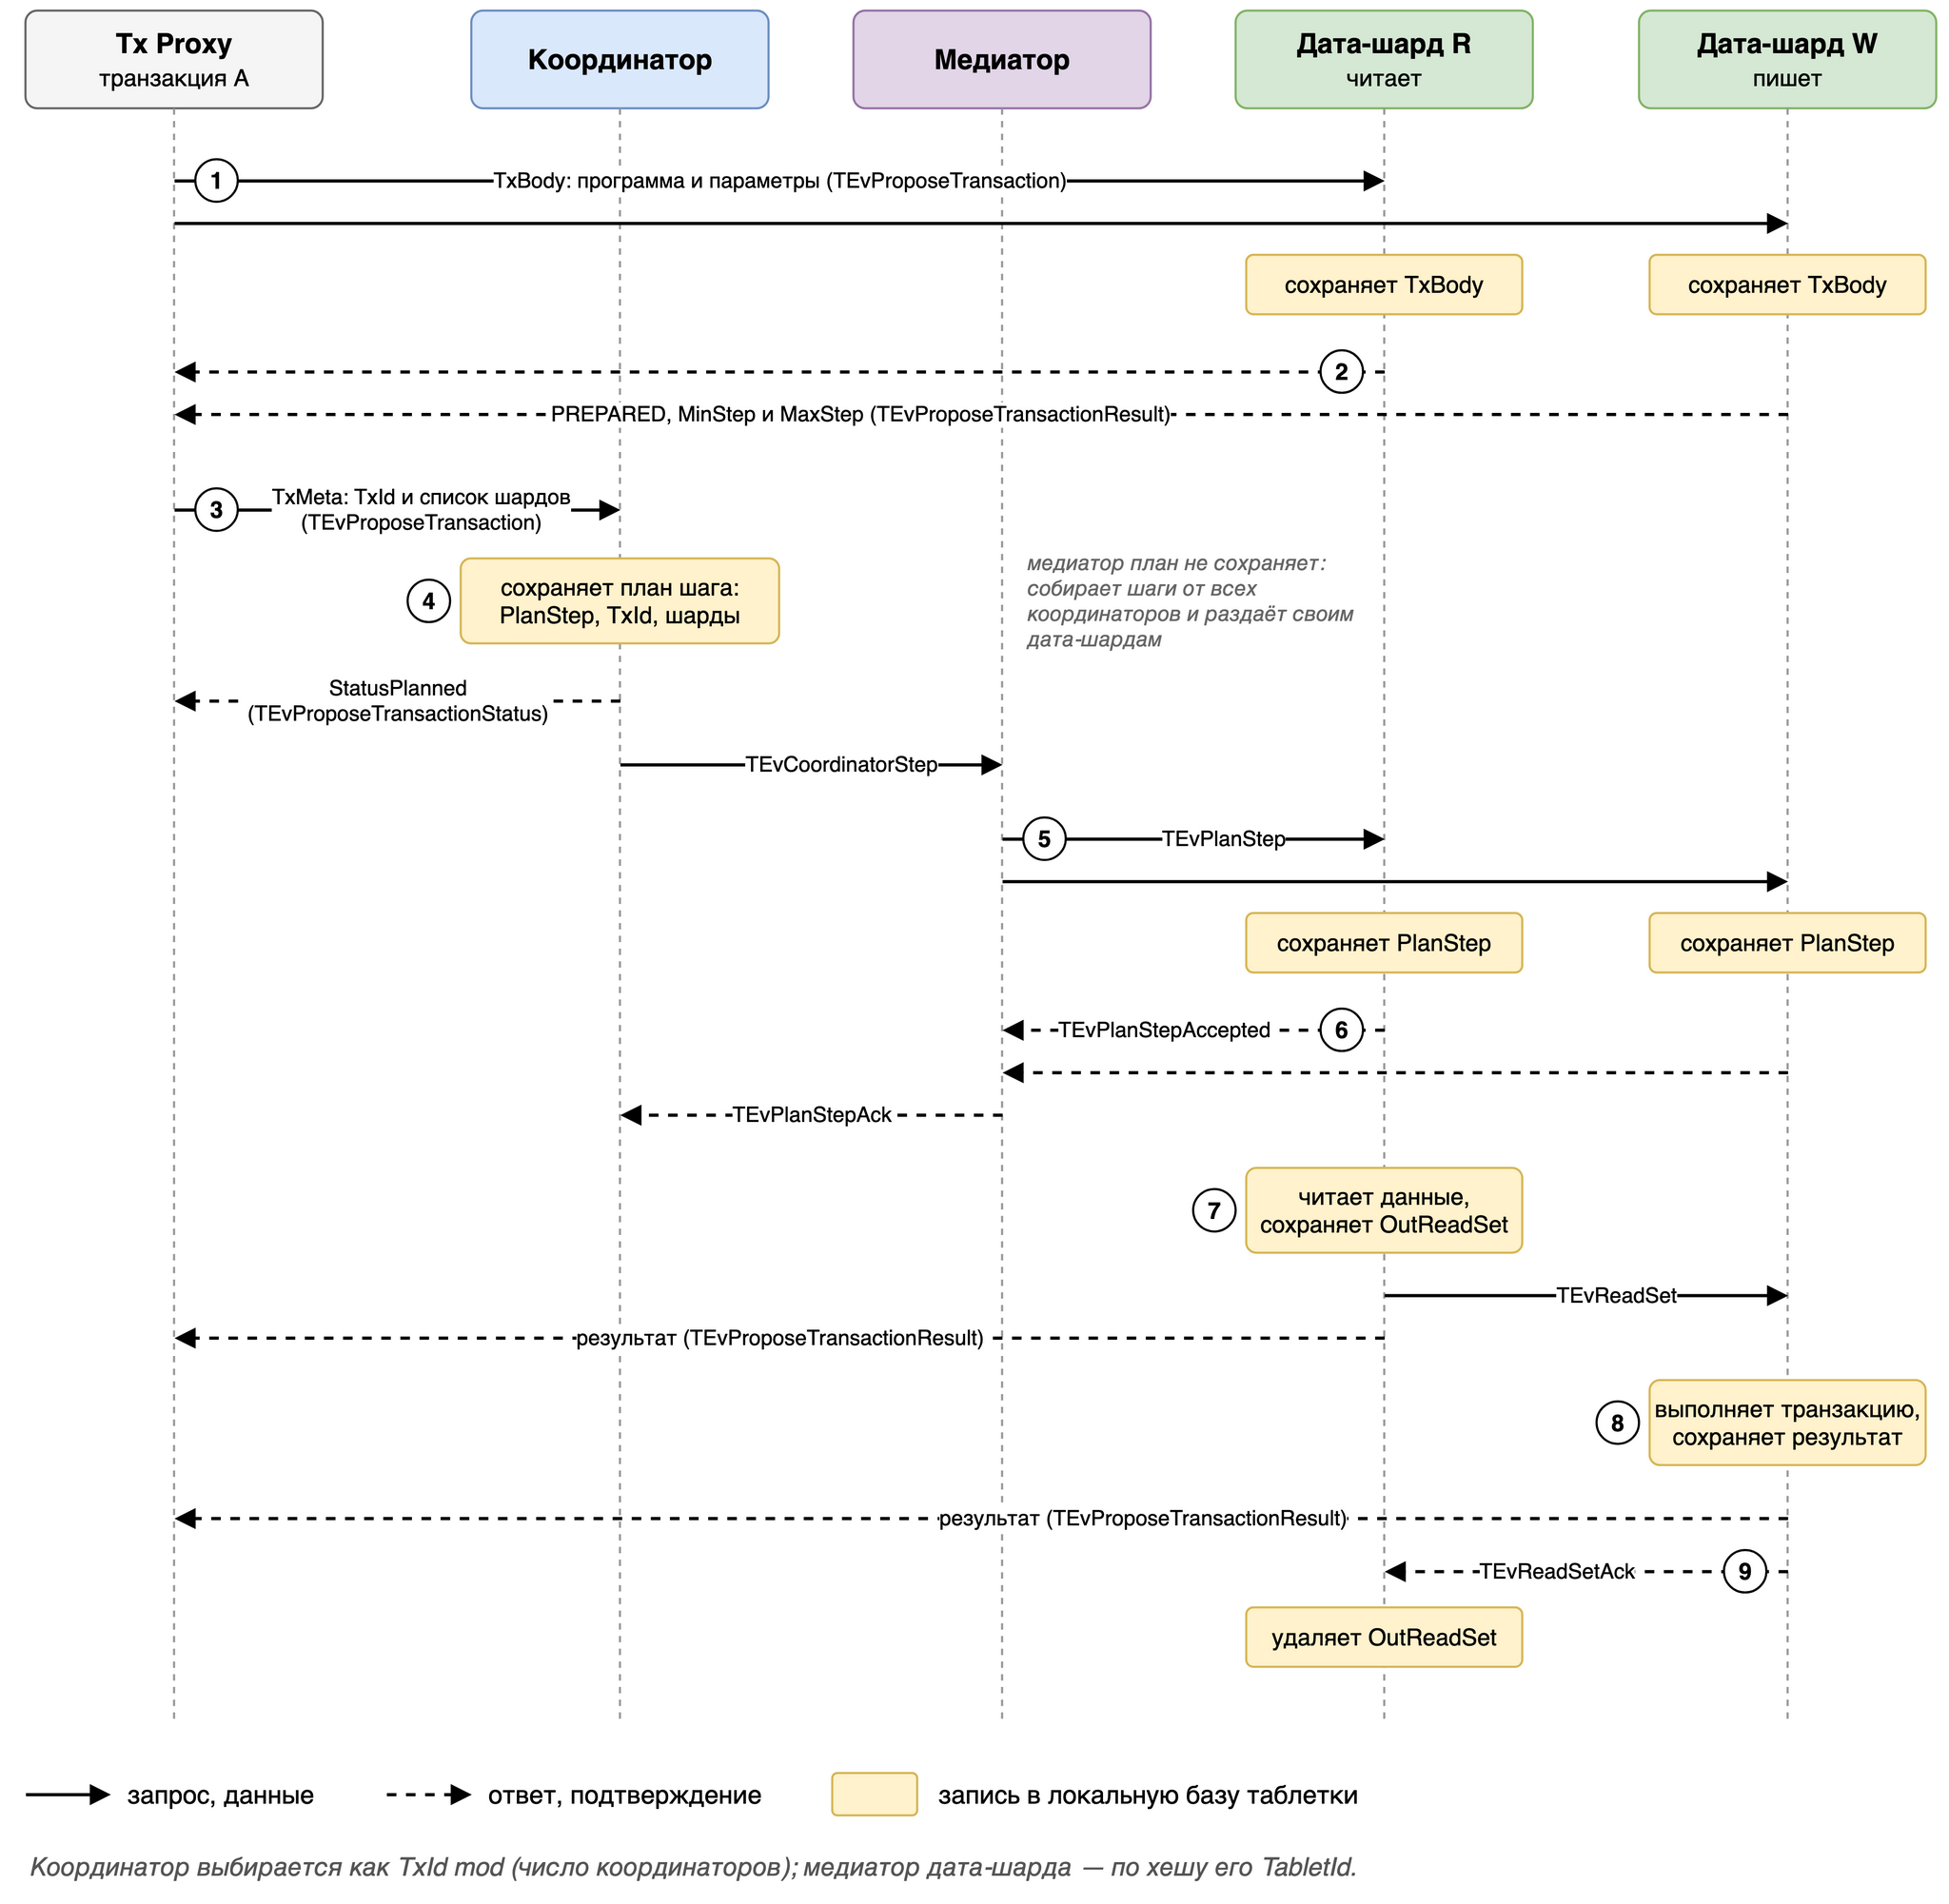 Tx Proxy
транзакция A
Координатор
Медиатор
Дата-шард R
читает
Дата-шард W
пишет
1
TxBody: программа и параметры (TEvProposeTransaction)
сохраняет TxBody
сохраняет TxBody
2
PREPARED, MinStep и MaxStep (TEvProposeTransactionResult)
3
TxMeta: TxId и список шардов
(TEvProposeTransaction)
4
сохраняет план шага:
PlanStep, TxId, шарды
медиатор план не сохраняет:
собирает шаги от всех
координаторов и раздаёт своим
дата-шардам
StatusPlanned
(TEvProposeTransactionStatus)
TEvCoordinatorStep
5
TEvPlanStep
сохраняет PlanStep
сохраняет PlanStep
TEvPlanStepAccepted
6
TEvPlanStepAck
7
читает данные,
сохраняет OutReadSet
TEvReadSet
результат (TEvProposeTransactionResult)
8
выполняет транзакцию,
сохраняет результат
результат (TEvProposeTransactionResult)
TEvReadSetAck
9
удаляет OutReadSet
запрос, данные
ответ, подтверждение
запись в локальную базу таблетки
Координатор выбирается как TxId mod (число координаторов); медиатор дата-шарда — по хешу его TabletId.